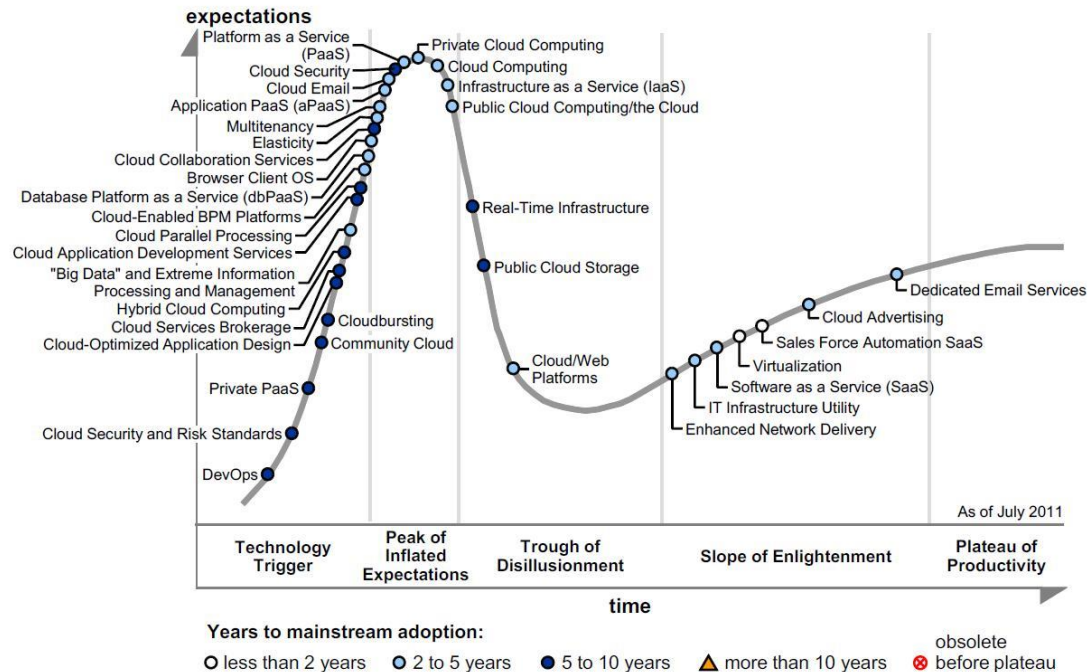 expectations
Platform as a Service
(PaaS)
Cloud Security
Cloud Email
Application PaaS (aPaaS)
Multitenancy
Elasticity
Cloud Collaboration Services
Browser Client OS
Database Platform as a Service (dbPaaS)
Cloud-Enabled BPM Platforms
Cloud Parallel Processing
Cloud Application Development Services
"Big Data" and Extreme Information
Processing and Management
Hybrid Cloud Computing
Cloud Services Brokerage
Cloud-Optimized Application Design
Cloudbursting
Community Cloud
Private PaaS
Cloud Security and Risk Standards
DevOps
Private Cloud Computing
Cloud Computing
Infrastructure as a Service (IaaS)
Public Cloud Computing/the Cloud
Real-Time Infrastructure
Public Cloud Storage
Cloud/Web
Platforms
Dedicated Email Services
Cloud Advertising
Sales Force Automation SaaS
Virtualization
Software as a Service (SaaS)
IT Infrastructure Utility
Enhanced Network Delivery
As of July 2011
Technology
Trigger
Peak of
Inflated
Expectations
Trough of
Disillusionment
Slope of Enlightenment
Plateau of
Productivity
time
Years to mainstream adoption:
less than 2 years
2 to 5 years
5 to 10 years
more than 10 years
obsolete
before plateau